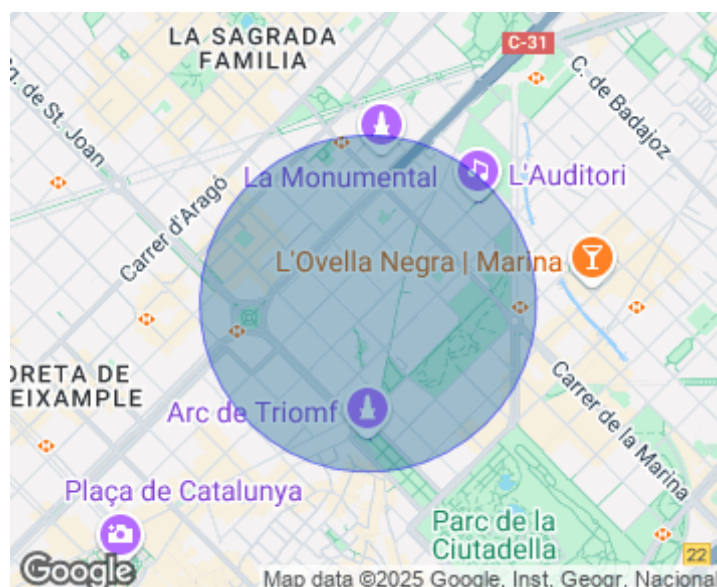 LA SAGRADA
FAMILIA
C-31
C. de Badajoz
de St. Joan
La Monumental
L'Auditori
Carrer d'Aragó
L'Ovella Negra | Marina
ORETA DE
EIXAMPLE
Arc de Triomf
Carrer de la Marina
Plaça de Catalunya
Parc de la
Ciutadella
22
Google
Map data ©2025 Google, Inst. Geogr. Naciona